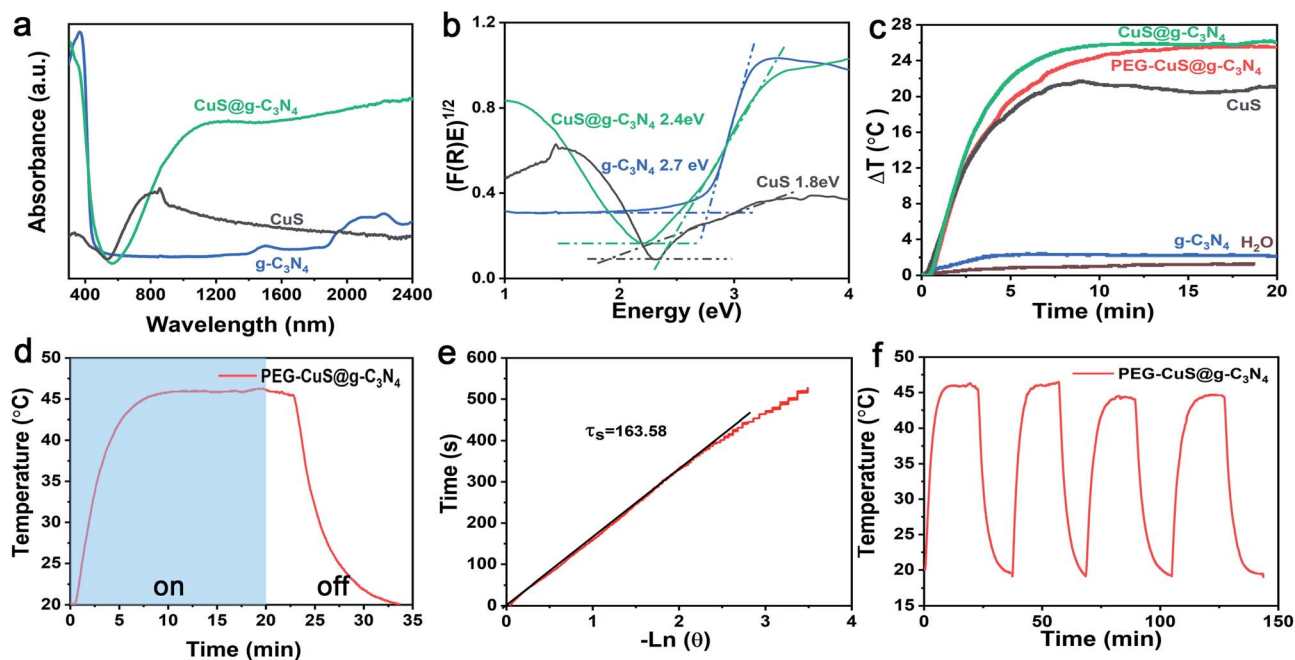 a
Absorbance (a.u.)
CuS@g-C₃N₄
CuS
g-C₃N₄
400 800 1200 1600 2000 2400
Wavelength (nm)
b
(F(R)E)^1/2
1.2
0.8
0.4
0.0
CuS@g-C₃N₄ 2.4eV
g-C₃N₄ 2.7 eV
CuS 1.8eV
1 2 3 4
Energy (eV)
c
ΔT (°C)
28
24
20
16
12
8
4
0
CuS@g-C₃N₄
PEG-CuS@g-C₃N₄
CuS
g-C₃N₄ H₂O
0 5 10 15 20
Time (min)
d
Temperature (°C)
50
45
40
35
30
25
20
PEG-CuS@g-C₃N₄
on off
0 5 10 15 20 25 30 35
Time (min)
e
Time (s)
600
500
400
300
200
100
0
τs=163.58
0 1 2 3 4
-Ln (θ)
f
Temperature (°C)
50
45
40
35
30
25
20
15
PEG-CuS@g-C₃N₄
0 50 100 150
Time (min)